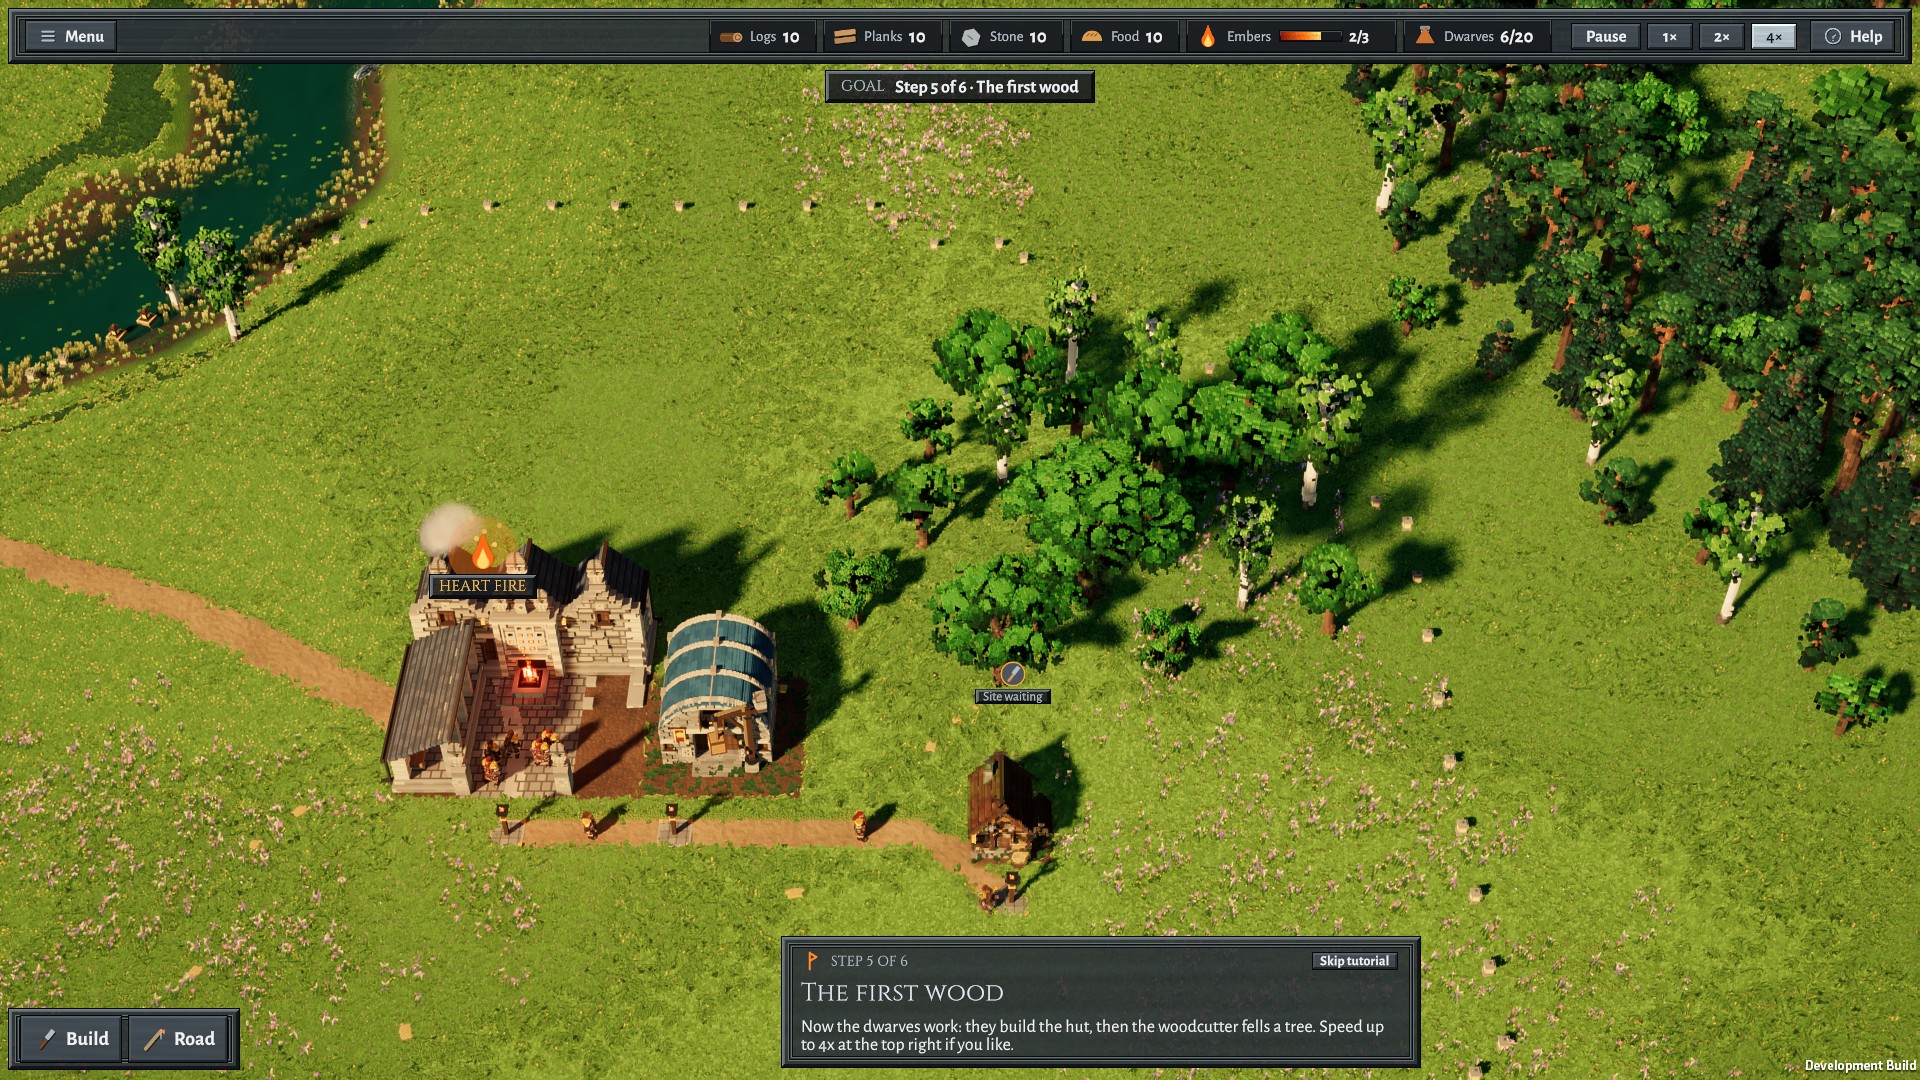 Menu
Logs 10
Planks 10
Stone 10
Food 10
Embers 2/3
Dwarves 6/20
Pause
1×
2×
4×
Help
GOAL Step 5 of 6 · The first wood
HEART FIRE
Site waiting
STEP 5 OF 6
Skip tutorial
THE FIRST WOOD
Now the dwarves work: they build the hut, then the woodcutter fells a tree. Speed up
to 4x at the top right if you like.
Build
Road
Development Build